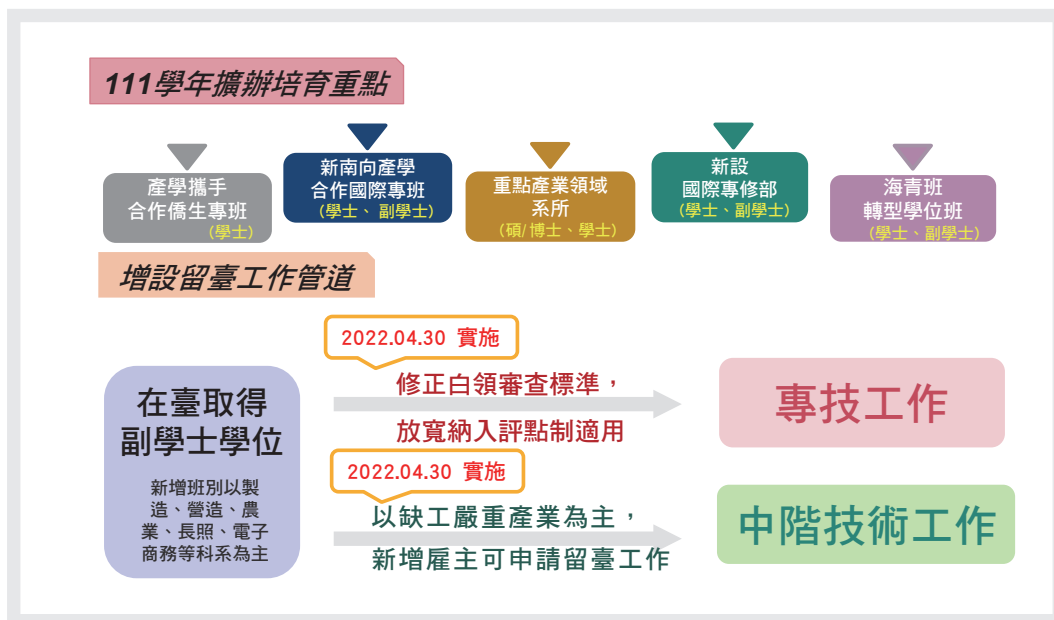 111學年擴辦培育重點
產學攜手
合作僑生專班
(學士)
新南向產學
合作國際專班
(學士、副學士)
重點產業領域
系所
(碩/博士、學士)
新設
國際專修部
(學士、副學士)
海青班
轉型學位班
(學士、副學士)
增設留臺工作管道
在臺取得
副學士學位
新增班別以製
造、營造、農
業、長照、電子
商務等科系為主
2022.04.30 實施
修正白領審查標準，
放寬納入評點制適用
專技工作
2022.04.30 實施
以缺工嚴重產業為主，
新增雇主可申請留臺工作
中階技術工作